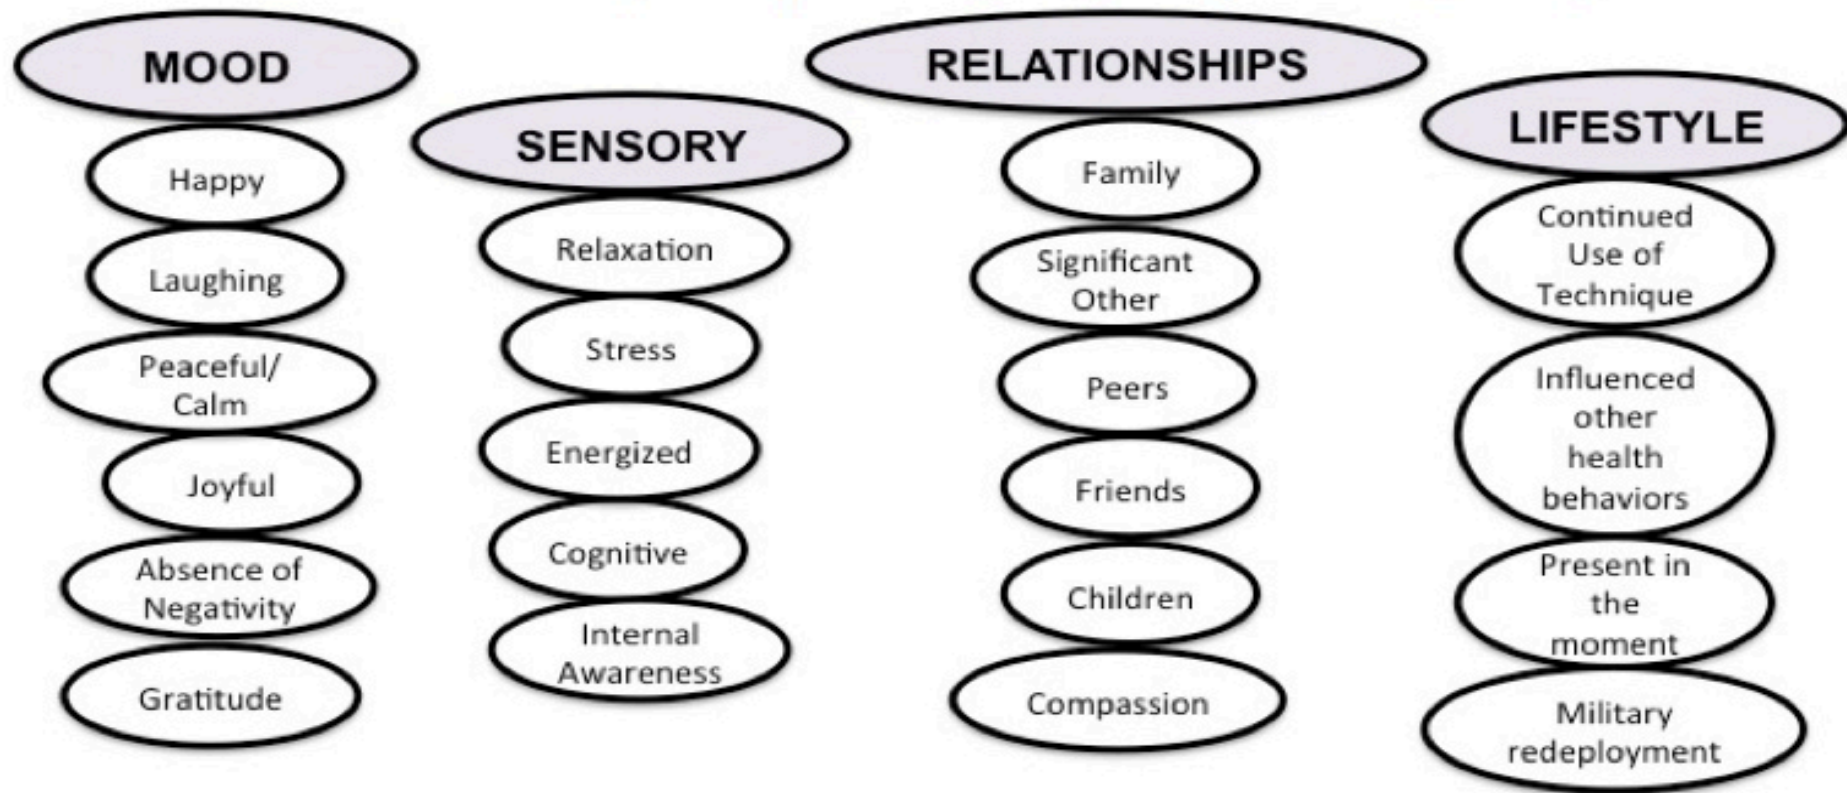 MOOD
Happy
Laughing
Peaceful/
Calm
Joyful
Absence of
Negativity
Gratitude
SENSORY
Relaxation
Stress
Energized
Cognitive
Internal
Awareness
RELATIONSHIPS
Family
Significant
Other
Peers
Friends
Children
Compassion
LIFESTYLE
Continued
Use of
Technique
Influenced
other
health
behaviors
Present in
the
moment
Military
redeployment